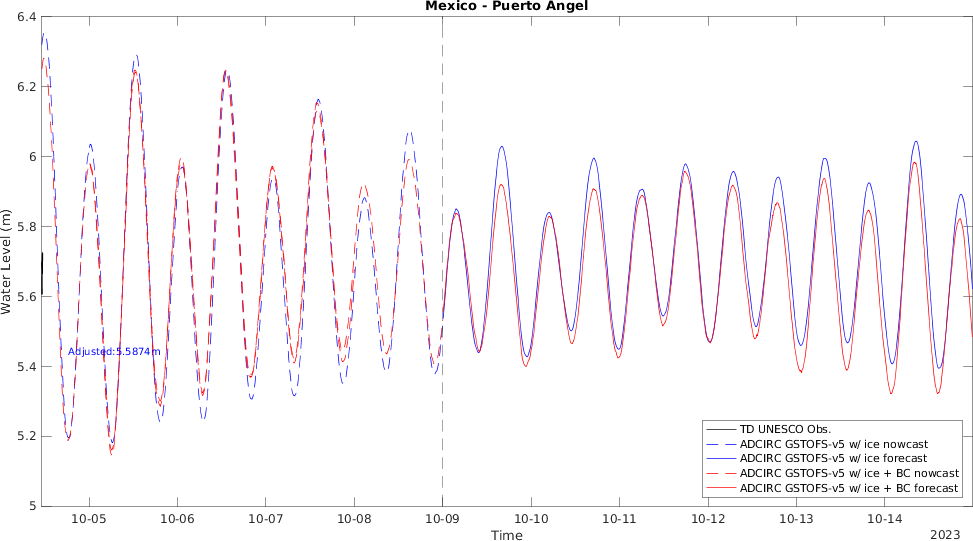 Mexico - Puerto Angel
6.4
6.2
6
5.8
5.6
5.4
5.2
5
Water Level (m)
Adjusted:5.5874m
TD UNESCO Obs.
ADCIRC GSTOFS-v5 w/ ice nowcast
ADCIRC GSTOFS-v5 w/ ice forecast
ADCIRC GSTOFS-v5 w/ ice + BC nowcast
ADCIRC GSTOFS-v5 w/ ice + BC forecast
10-05 10-06 10-07 10-08 10-09 10-10 10-11 10-12 10-13 10-14
Time
2023